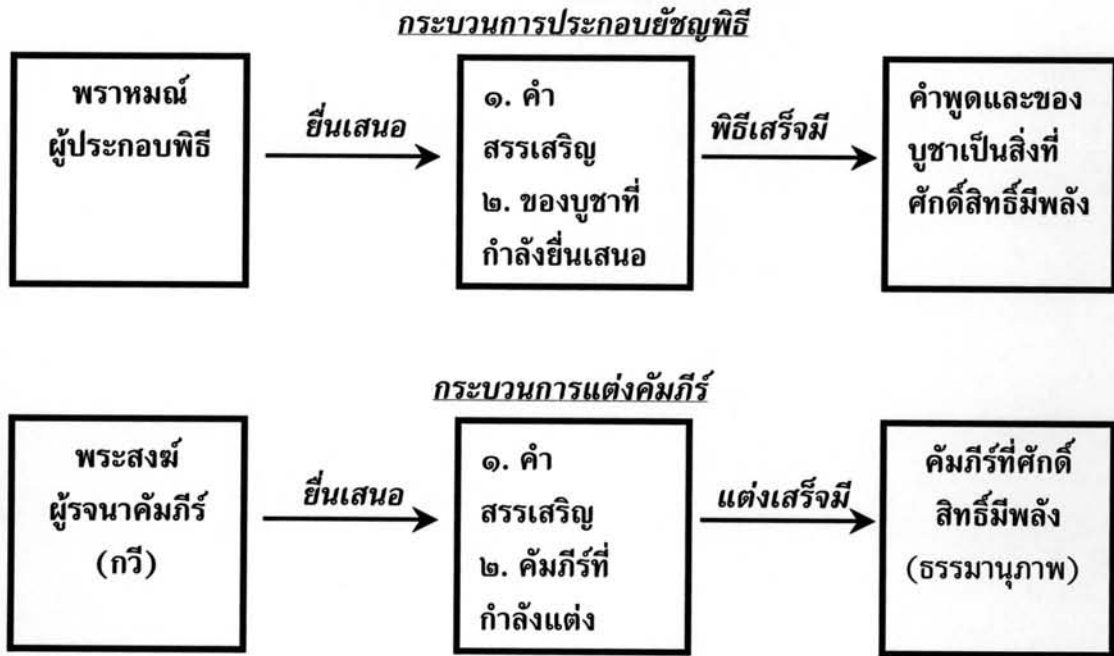 กระบวนการประกอบยัชญพิธี
พราหมณ์
ผู้ประกอบพิธี
ยื่นเสนอ
๑. คำ
สรรเสริญ
๒. ของบูชาที่
กำลังยื่นเสนอ
พิธีเสร็จมี
คำพูดและของ
บูชาเป็นสิ่งที่
ศักดิ์สิทธิ์มีพลัง
กระบวนการแต่งคัมภีร์
พระสงฆ์
ผู้รจนาคัมภีร์
(กวี)
ยื่นเสนอ
๑. คำ
สรรเสริญ
๒. คัมภีร์ที่
กำลังแต่ง
แต่งเสร็จมี
คัมภีร์ที่ศักดิ์
สิทธิ์มีพลัง
(ธรรมานุภาพ)